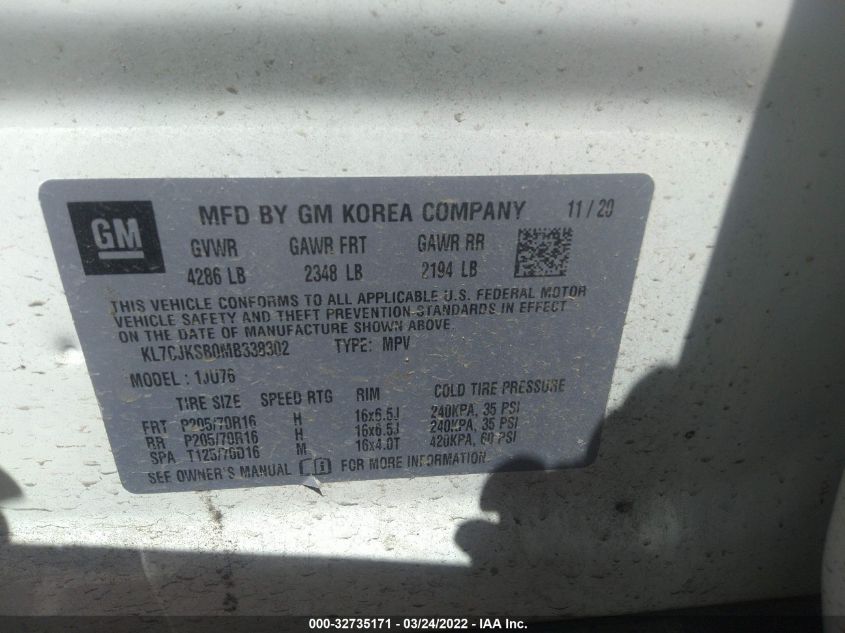 GM MFD BY GM KOREA COMPANY 11/20
GVWR GAWR FRT GAWR RR
4286 LB 2348 LB 2194 LB
THIS VEHICLE CONFORMS TO ALL APPLICABLE U.S. FEDERAL MOTOR
VEHICLE SAFETY AND THEFT PREVENTION STANDARDS IN EFFECT
ON THE DATE OF MANUFACTURE SHOWN ABOVE.
KL7CJKSB0MB339302 TYPE: MPV
MODEL : 1JU76
TIRE SIZE SPEED RTG RIM COLD TIRE PRESSURE
FRT P205/70R16 H 16x6.5J 240KPA, 35 PSI
RR P205/70R16 H 16x6.5J 240KPA, 35 PSI
SPA T125/70D16 M 16x4.0T 420KPA, 60 PSI
SEE OWNER'S MANUAL FOR MORE INFORMATION
000-32735171 - 03/24/2022 - IAA Inc.